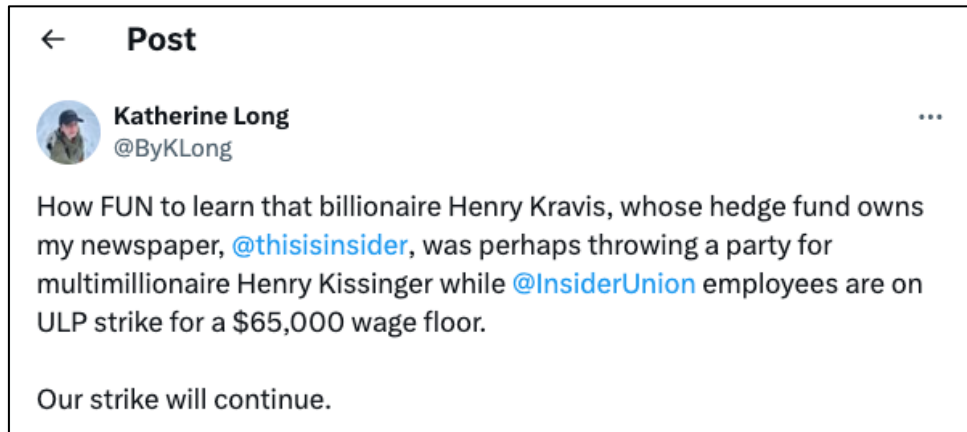 Post
Katherine Long
@ByKLong
How FUN to learn that billionaire Henry Kravis, whose hedge fund owns
my newspaper, @thisisinsider, was perhaps throwing a party for
multimillionaire Henry Kissinger while @InsiderUnion employees are on
ULP strike for a $65,000 wage floor.
Our strike will continue.